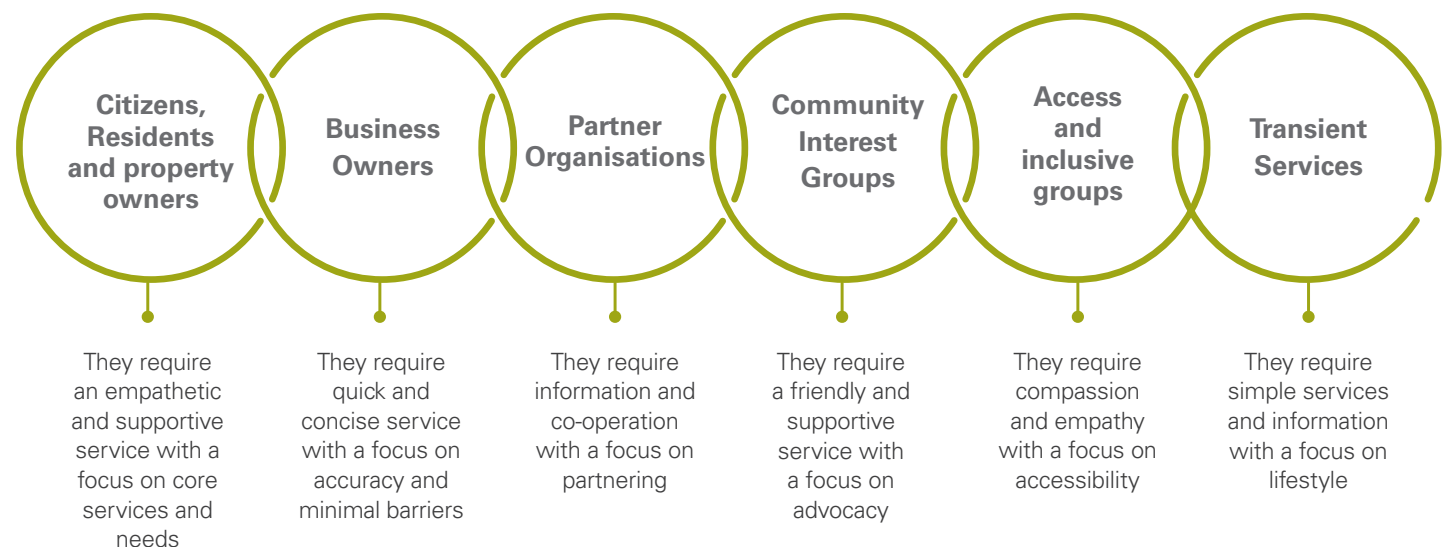 Citizens,
Residents
and property
owners
Business
Owners
Partner
Organisations
Community
Interest
Groups
Access
and
inclusive
groups
Transient
Services
They require
an empathetic
and supportive
service with a
focus on core
services and
needs
They require
quick and
concise service
with a focus on
accuracy and
minimal barriers
They require
information and
co-operation
with a focus on
partnering
They require
a friendly and
supportive
service with
a focus on
advocacy
They require
compassion
and empathy
with a focus on
accessibility
They require
simple services
and information
with a focus on
lifestyle